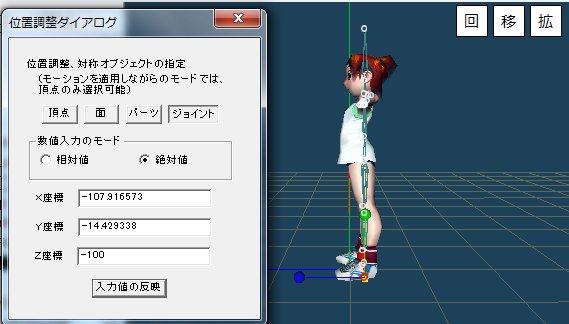 位置調整ダイアログ
回 移 拡
位置調整、対称オブジェクトの指定
(モーションを適用しながらのモードでは、
頂点のみ選択可能)
頂点 面 パーツ ジョイント
数値入力のモード
相対値 絶対値
X座標 -107.916573
Y座標 -14.429338
Z座標 -100
入力値の反映